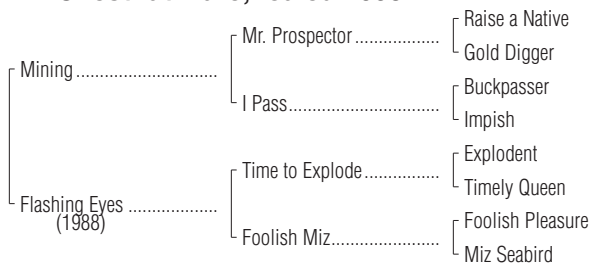 Mining
Flashing Eyes
(1988)
Mr. Prospector
I Pass
Time to Explode
Foolish Miz
Raise a Native
Gold Digger
Buckpasser
Impish
Explodent
Timely Queen
Foolish Pleasure
Miz Seabird